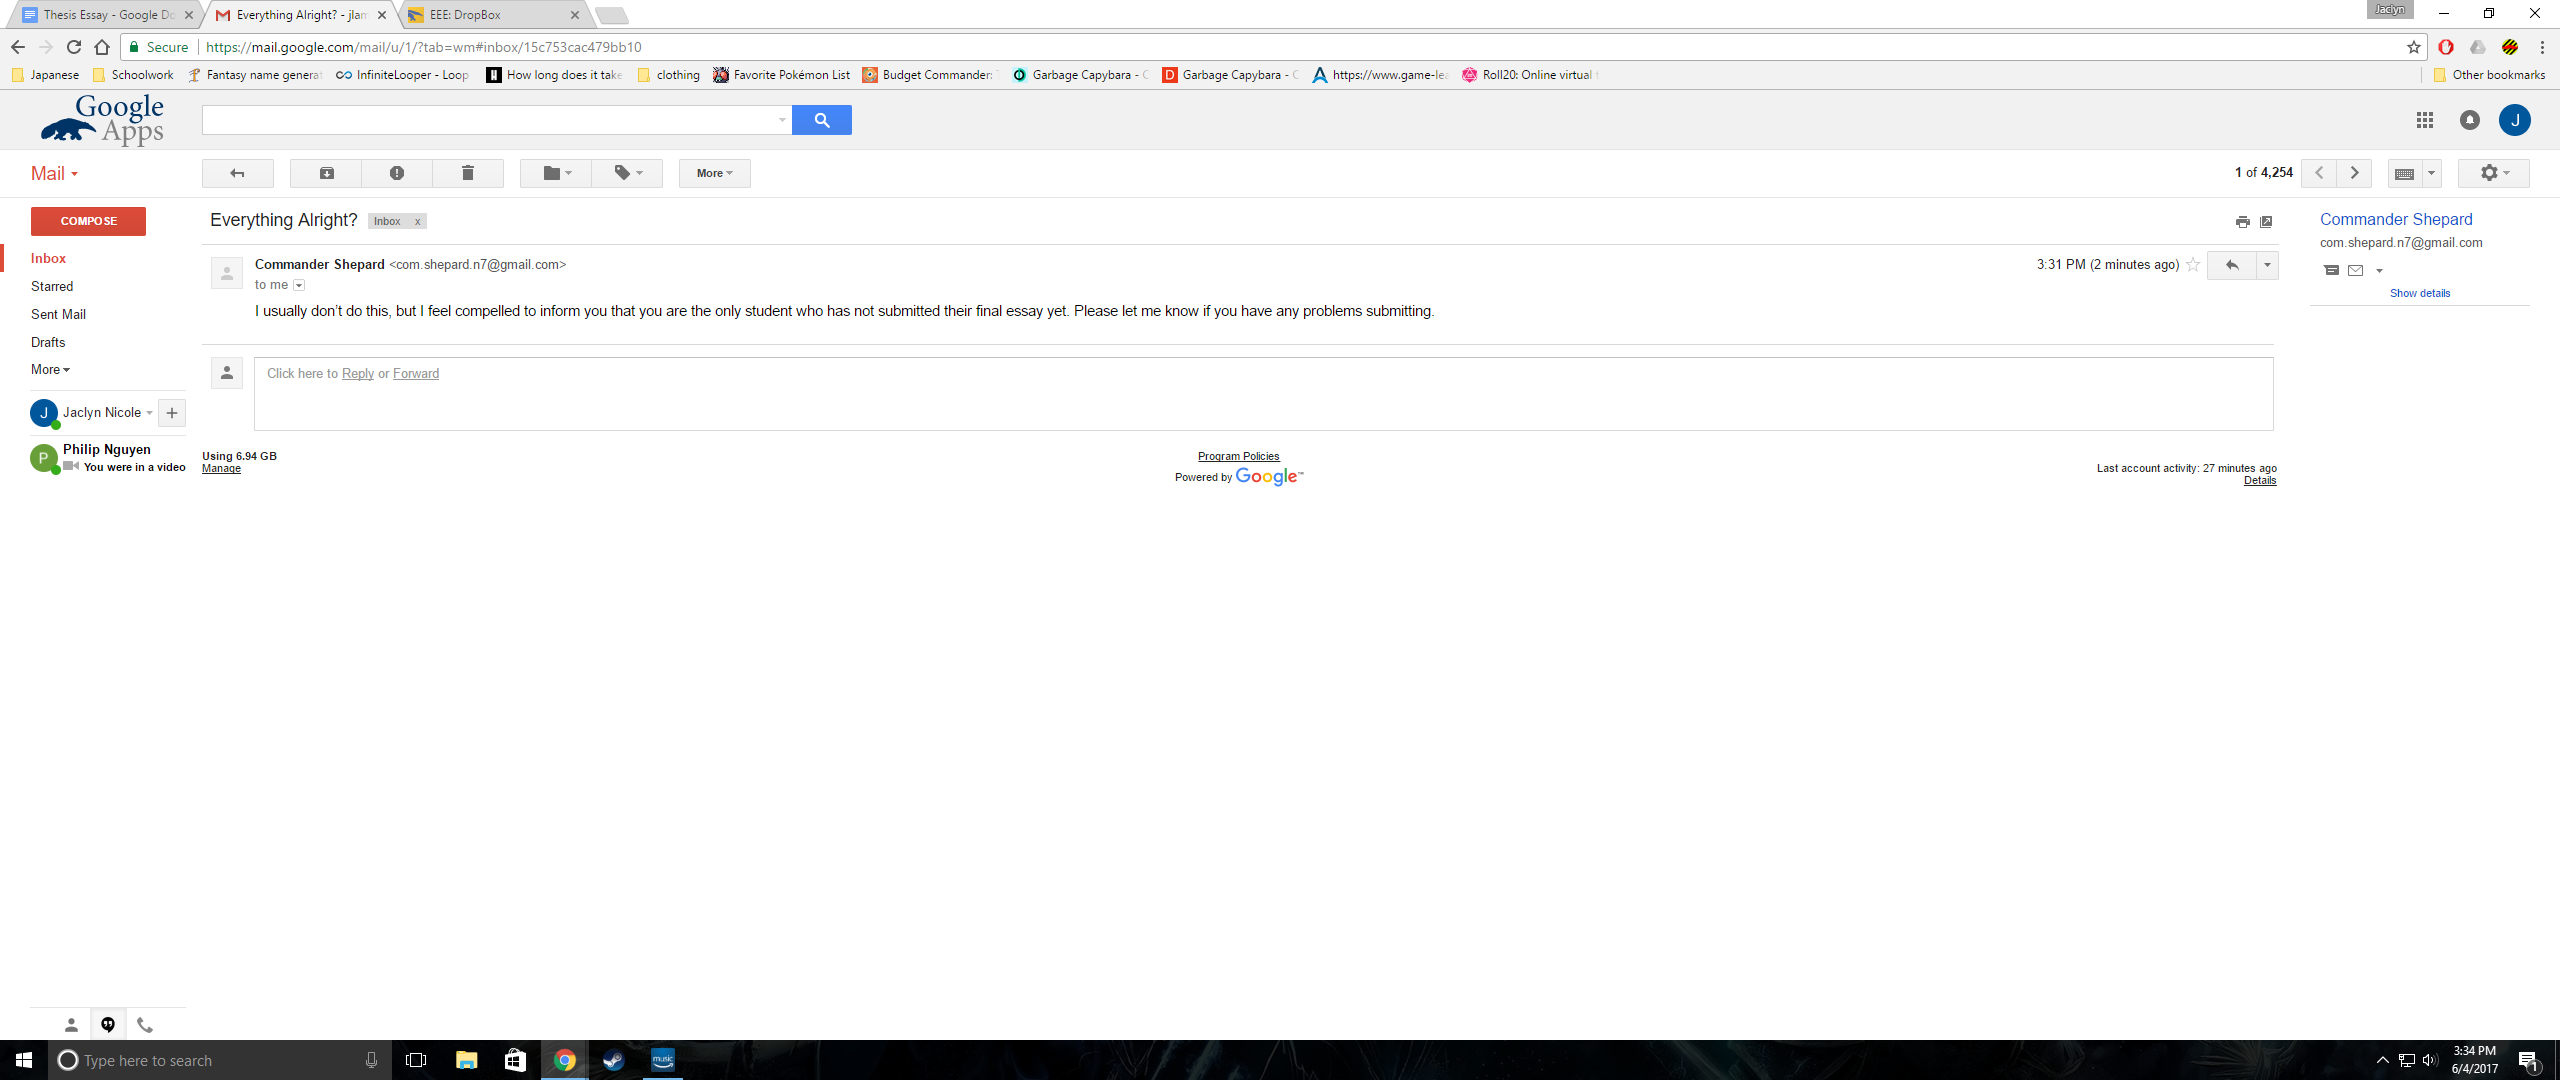 Thesis Essay - Google Do
Everything Alright? - jlam
EEE: DropBox
Jaclyn
Secure
https://mail.google.com/mail/u/1/?tab=wm#inbox/15c753cac479bb10
Japanese
Schoolwork
Fantasy name generat
InfiniteLooper - Loop
How long does it take
clothing
Favorite Pokémon List
Budget Commander:
Garbage Capybara - C
Garbage Capybara - C
https://www.game-lea
Roll20: Online virtual t
Other bookmarks
Google
Apps
Mail
More
1 of 4,254
COMPOSE
Everything Alright?
Inbox x
Commander Shepard
com.shepard.n7@gmail.com
Show details
Inbox
Starred
Sent Mail
Drafts
More
Commander Shepard <com.shepard.n7@gmail.com>
3:31 PM (2 minutes ago)
to me
I usually don't do this, but I feel compelled to inform you that you are the only student who has not submitted their final essay yet. Please let me know if you have any problems submitting.
Click here to Reply or Forward
J
Jaclyn Nicole
P
Philip Nguyen
You were in a video
Using 6.94 GB
Manage
Program Policies
Powered by Google™
Last account activity: 27 minutes ago
Details
J
Type here to search
music
3:34 PM
6/4/2017
1